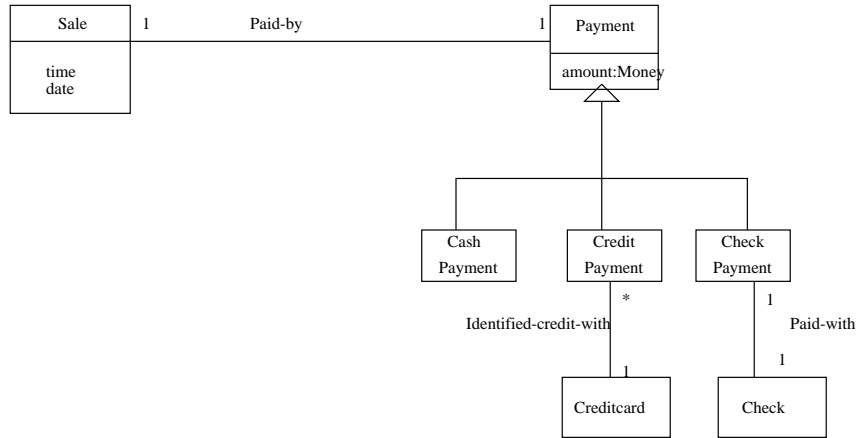 Sale
1
Paid-by
1
Payment
time
date
amount:Money
Cash
Payment
Credit
Payment
Check
Payment
*
1
Identified-credit-with
Paid-with
1
1
Creditcard
Check